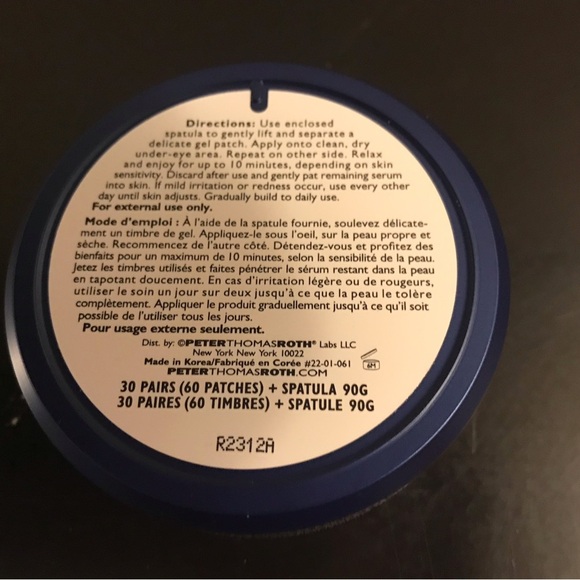 Directions: Use enclosed
spatula to gently lift and separate a
delicate gel patch. Apply onto clean, dry
under-eye area. Repeat on other side. Relax
and enjoy for up to 10 minutes, depending on skin
sensitivity. Discard after use and gently pat remaining serum
into skin. If mild irritation or redness occur, use every other
day until skin adjusts. Gradually build to daily use.
For external use only.
Mode d'emploi : À l'aide de la spatule fournie, soulevez délicate-
ment un timbre de gel. Appliquez-le sous l'oeil, sur la peau propre et
sèche. Recommencez de l'autre côté. Détendez-vous et profitez des
bienfaits pour un maximum de 10 minutes, selon la sensibilité de la peau.
Jetez les timbres utilisés et faites pénétrer le sérum restant dans la peau
en tapotant doucement. En cas d'irritation légère ou de rougeurs,
utiliser le soin un jour sur deux jusqu'à ce que la peau le tolère
complètement. Appliquer le produit graduellement jusqu'à ce qu'il soit
possible de l'utiliser tous les jours.
Pour usage externe seulement.
Dist. by: ©PETERTHOMASROTH® Labs LLC
New York New York 10022
Made in Korea/Fabriqué en Corée #22-01-061
6M
PETERTHOMASROTH.COM
30 PAIRS (60 PATCHES) + SPATULA 90G
30 PAIRES (60 TIMBRES) + SPATULE 90G
R2312A